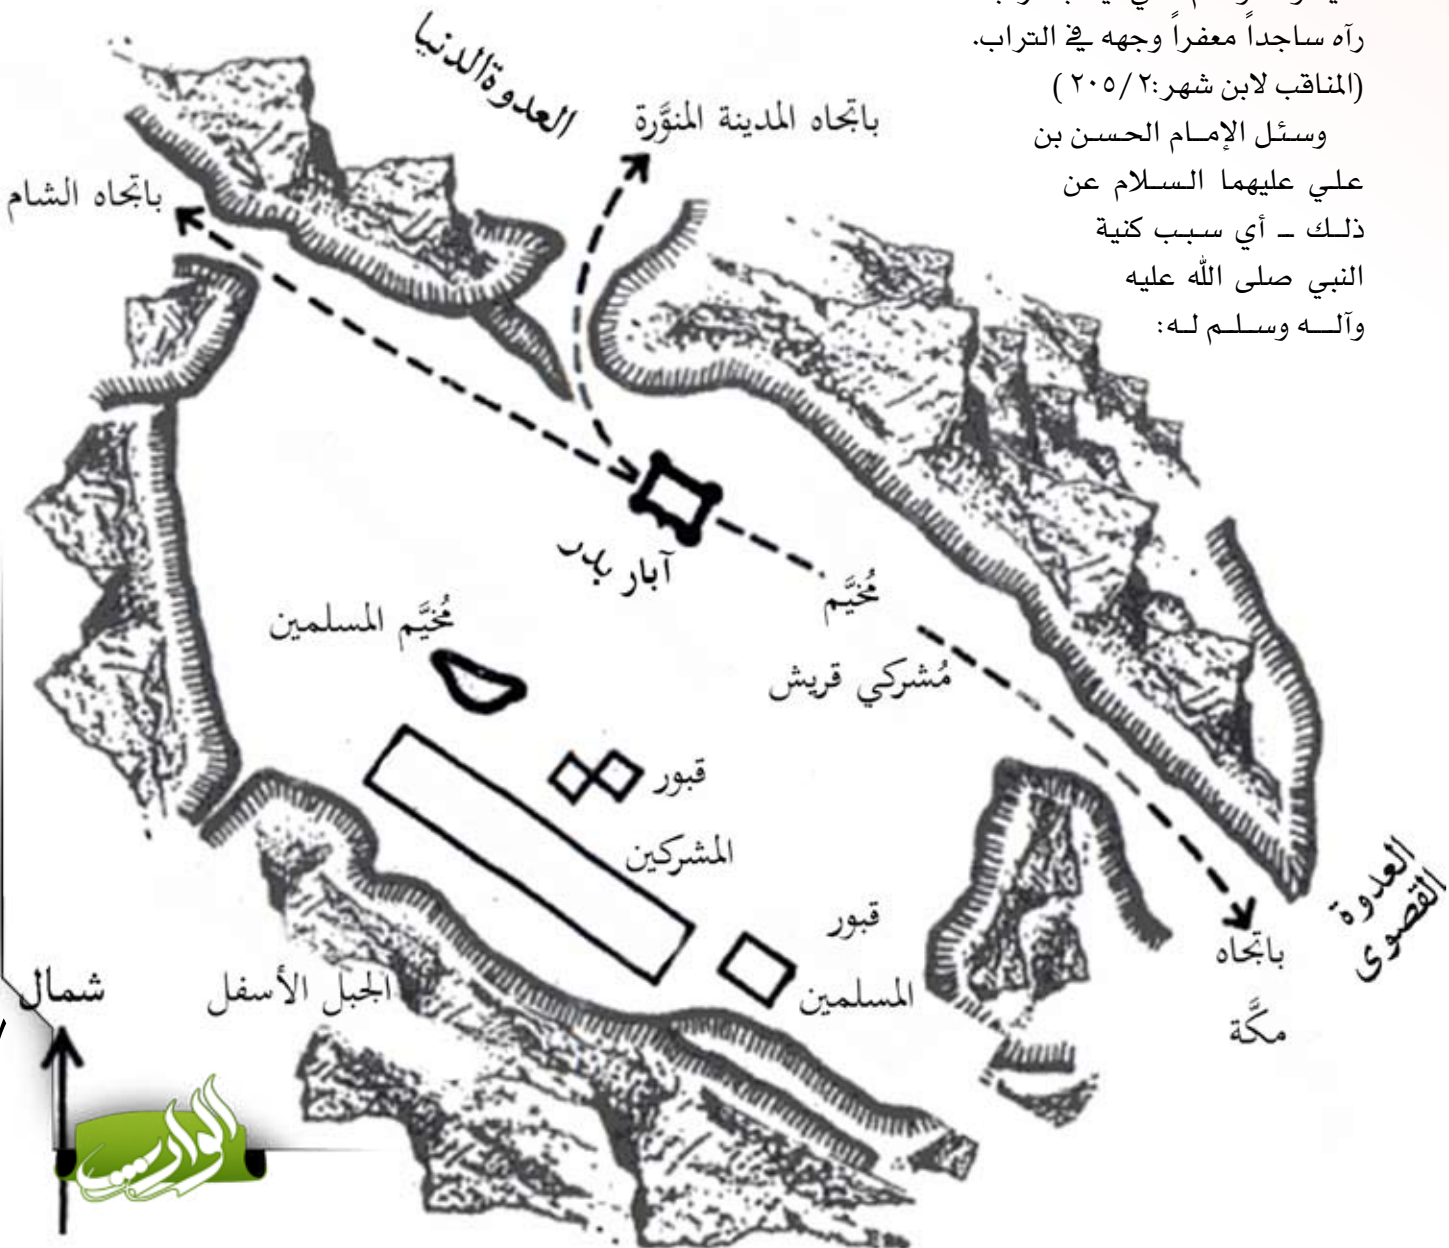 رآه ساجداً معفراً وجهه في التراب.
(المناقب لابن شهر:٢/ ٢٠٥ )
وسئل الإمام الحسن بن
علي عليهما السلام عن
ذلك – أي سبب كنية
النبي صلى الله عليه
وآله وسلم له:
العدوة الدنيا
باتجاه المدينة المنوَّرة
باتجاه الشام
آبار بدر
مُخيَّم
مُشركي قريش
مُخيَّم المسلمين
قبور
المشركين
قبور
المسلمين
العدوة
القصوى
باتجاه
مكَّة
الجبل الأسفل
شمال
الوارث